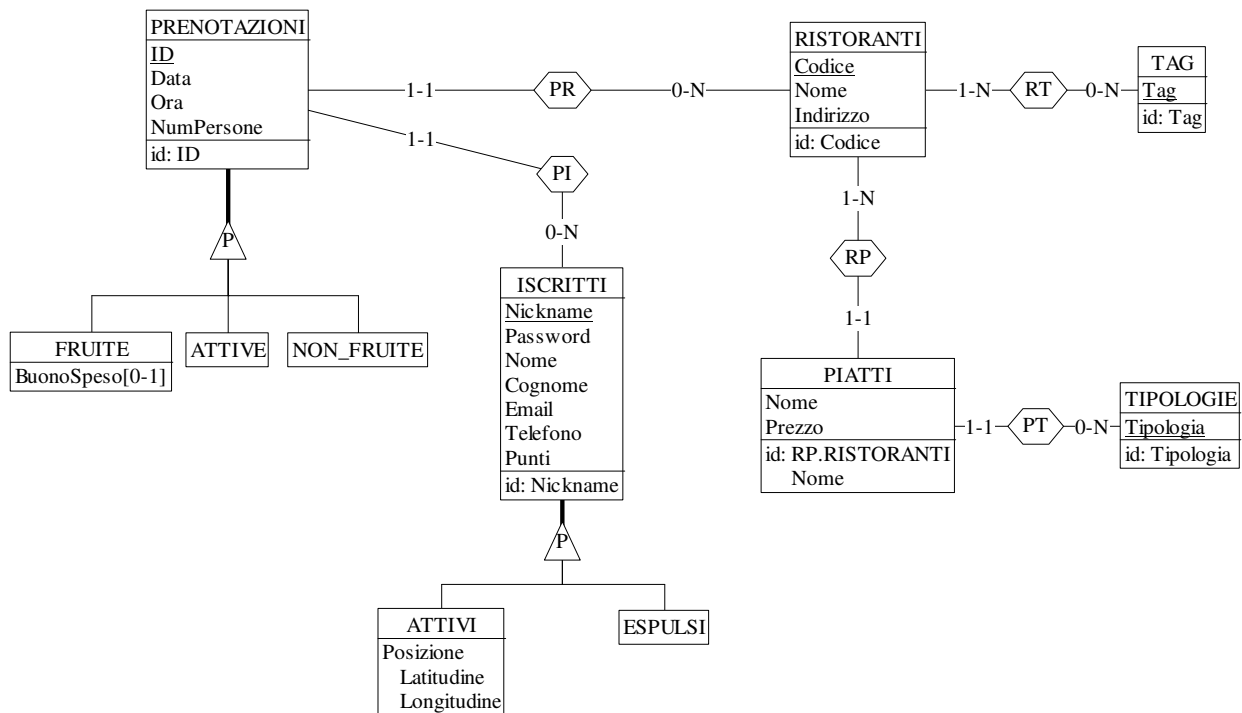 PRENOTAZIONI
ID
Data
Ora
NumPersone
id: ID
1-1
PR
0-N
RISTORANTI
Codice
Nome
Indirizzo
id: Codice
1-N
RT
0-N
TAG
Tag
id: Tag
1-1
PI
0-N
1-N
RP
1-1
P
FRUITE
BuonoSpeso[0-1]
ATTIVE
NON_FRUITE
ISCRITTI
Nickname
Password
Nome
Cognome
Email
Telefono
Punti
id: Nickname
PIATTI
Nome
Prezzo
id: RP.RISTORANTI
Nome
1-1
PT
0-N
TIPOLOGIE
Tipologia
id: Tipologia
P
ATTIVI
Posizione
Latitudine
Longitudine
ESPULSI